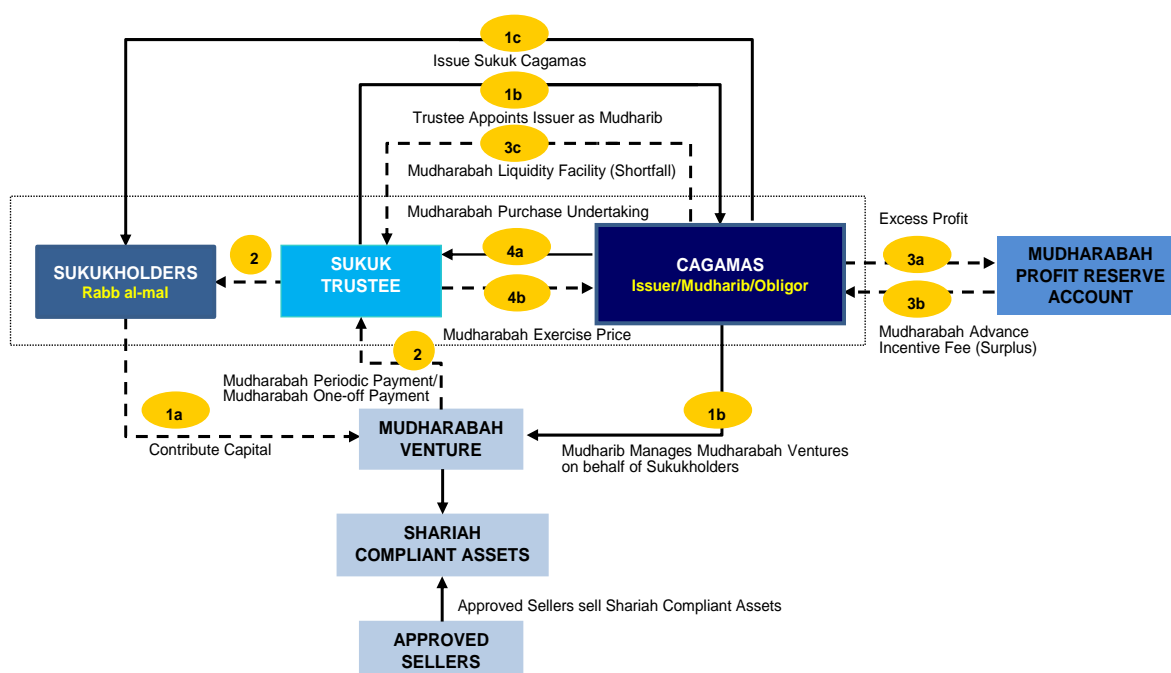 1c
Issue Sukuk Cagamas
1b
Trustee Appoints Issuer as Mudharib
3c
Mudharabah Liquidity Facility (Shortfall)
Mudharabah Purchase Undertaking
Excess Profit
SUKUKHOLDERS
Rabb al-mal
2
SUKUK
TRUSTEE
4a
4b
CAGAMAS
Issuer/Mudharib/Obligor
3a
3b
MUDHARABAH
PROFIT RESERVE
ACCOUNT
Mudharabah Exercise Price
Mudharabah Advance
Incentive Fee (Surplus)
2
Mudharabah Periodic Payment/
Mudharabah One-off Payment
1a
Contribute Capital
MUDHARABAH
VENTURE
1b
Mudharib Manages Mudharabah Ventures
on behalf of Sukukholders
SHARIAH
COMPLIANT ASSETS
Approved Sellers sell Shariah Compliant Assets
APPROVED
SELLERS